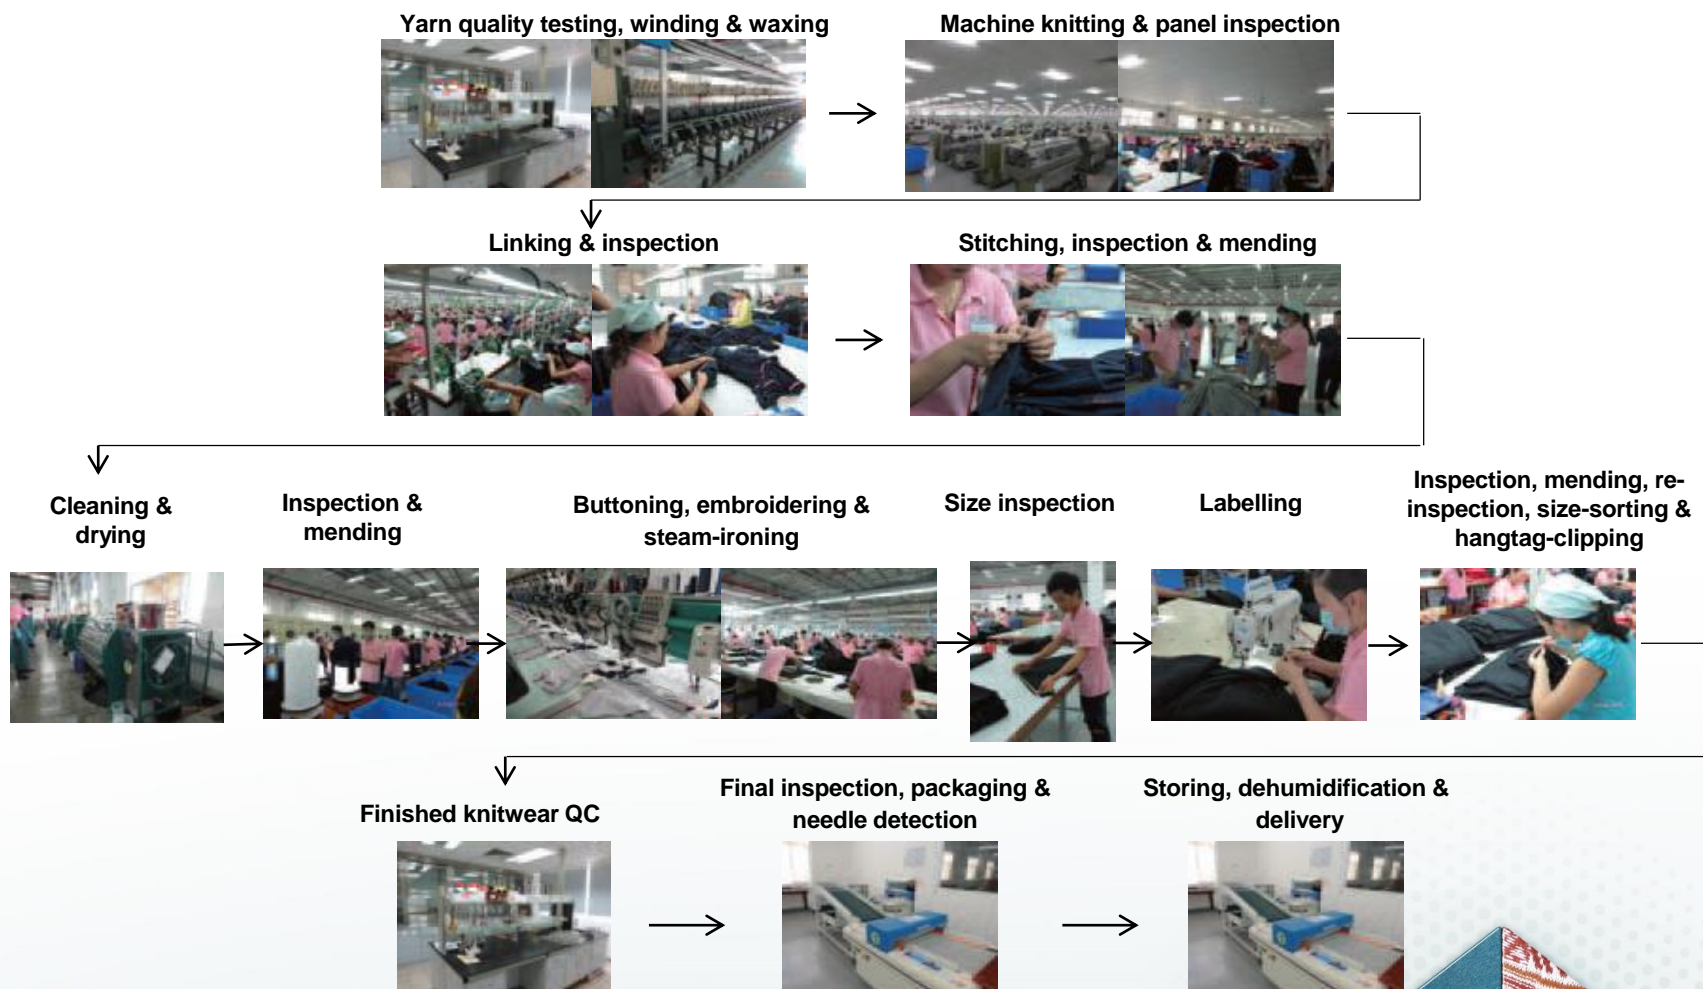 Yarn quality testing, winding & waxing
Machine knitting & panel inspection
Linking & inspection
Stitching, inspection & mending
Cleaning &
drying
Inspection &
mending
Buttoning, embroidering &
steam-ironing
Size inspection
Labelling
Inspection, mending, re-
inspection, size-sorting &
hangtag-clipping
Finished knitwear QC
Final inspection, packaging &
needle detection
Storing, dehumidification &
delivery